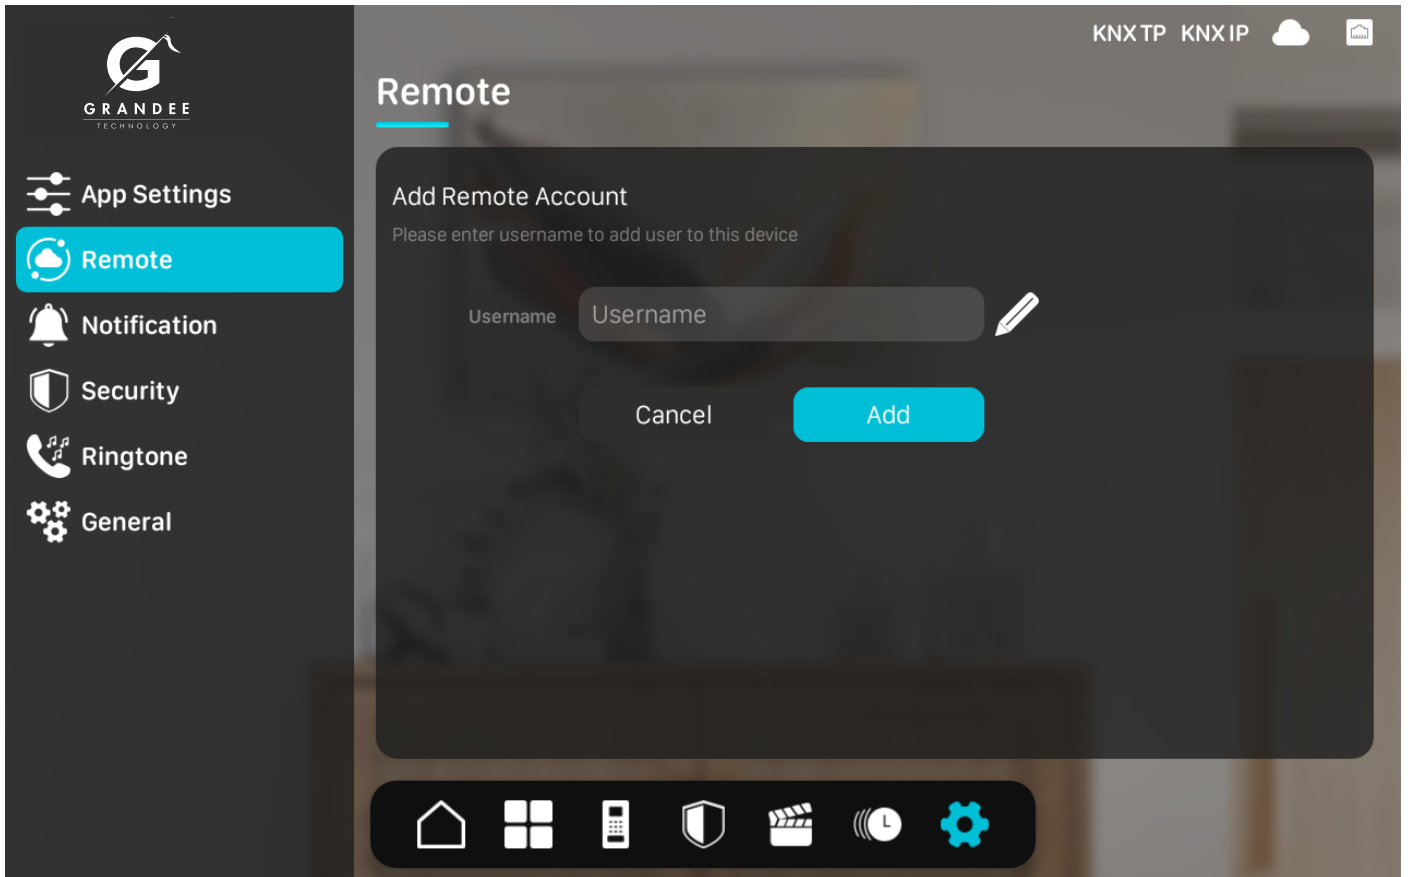 GRANDEE
TECHNOLOGY
KNX TP KNX IP
Remote
App Settings
Remote
Notification
Security
Ringtone
General
Add Remote Account
Please enter username to add user to this device
Username
Username
Cancel
Add